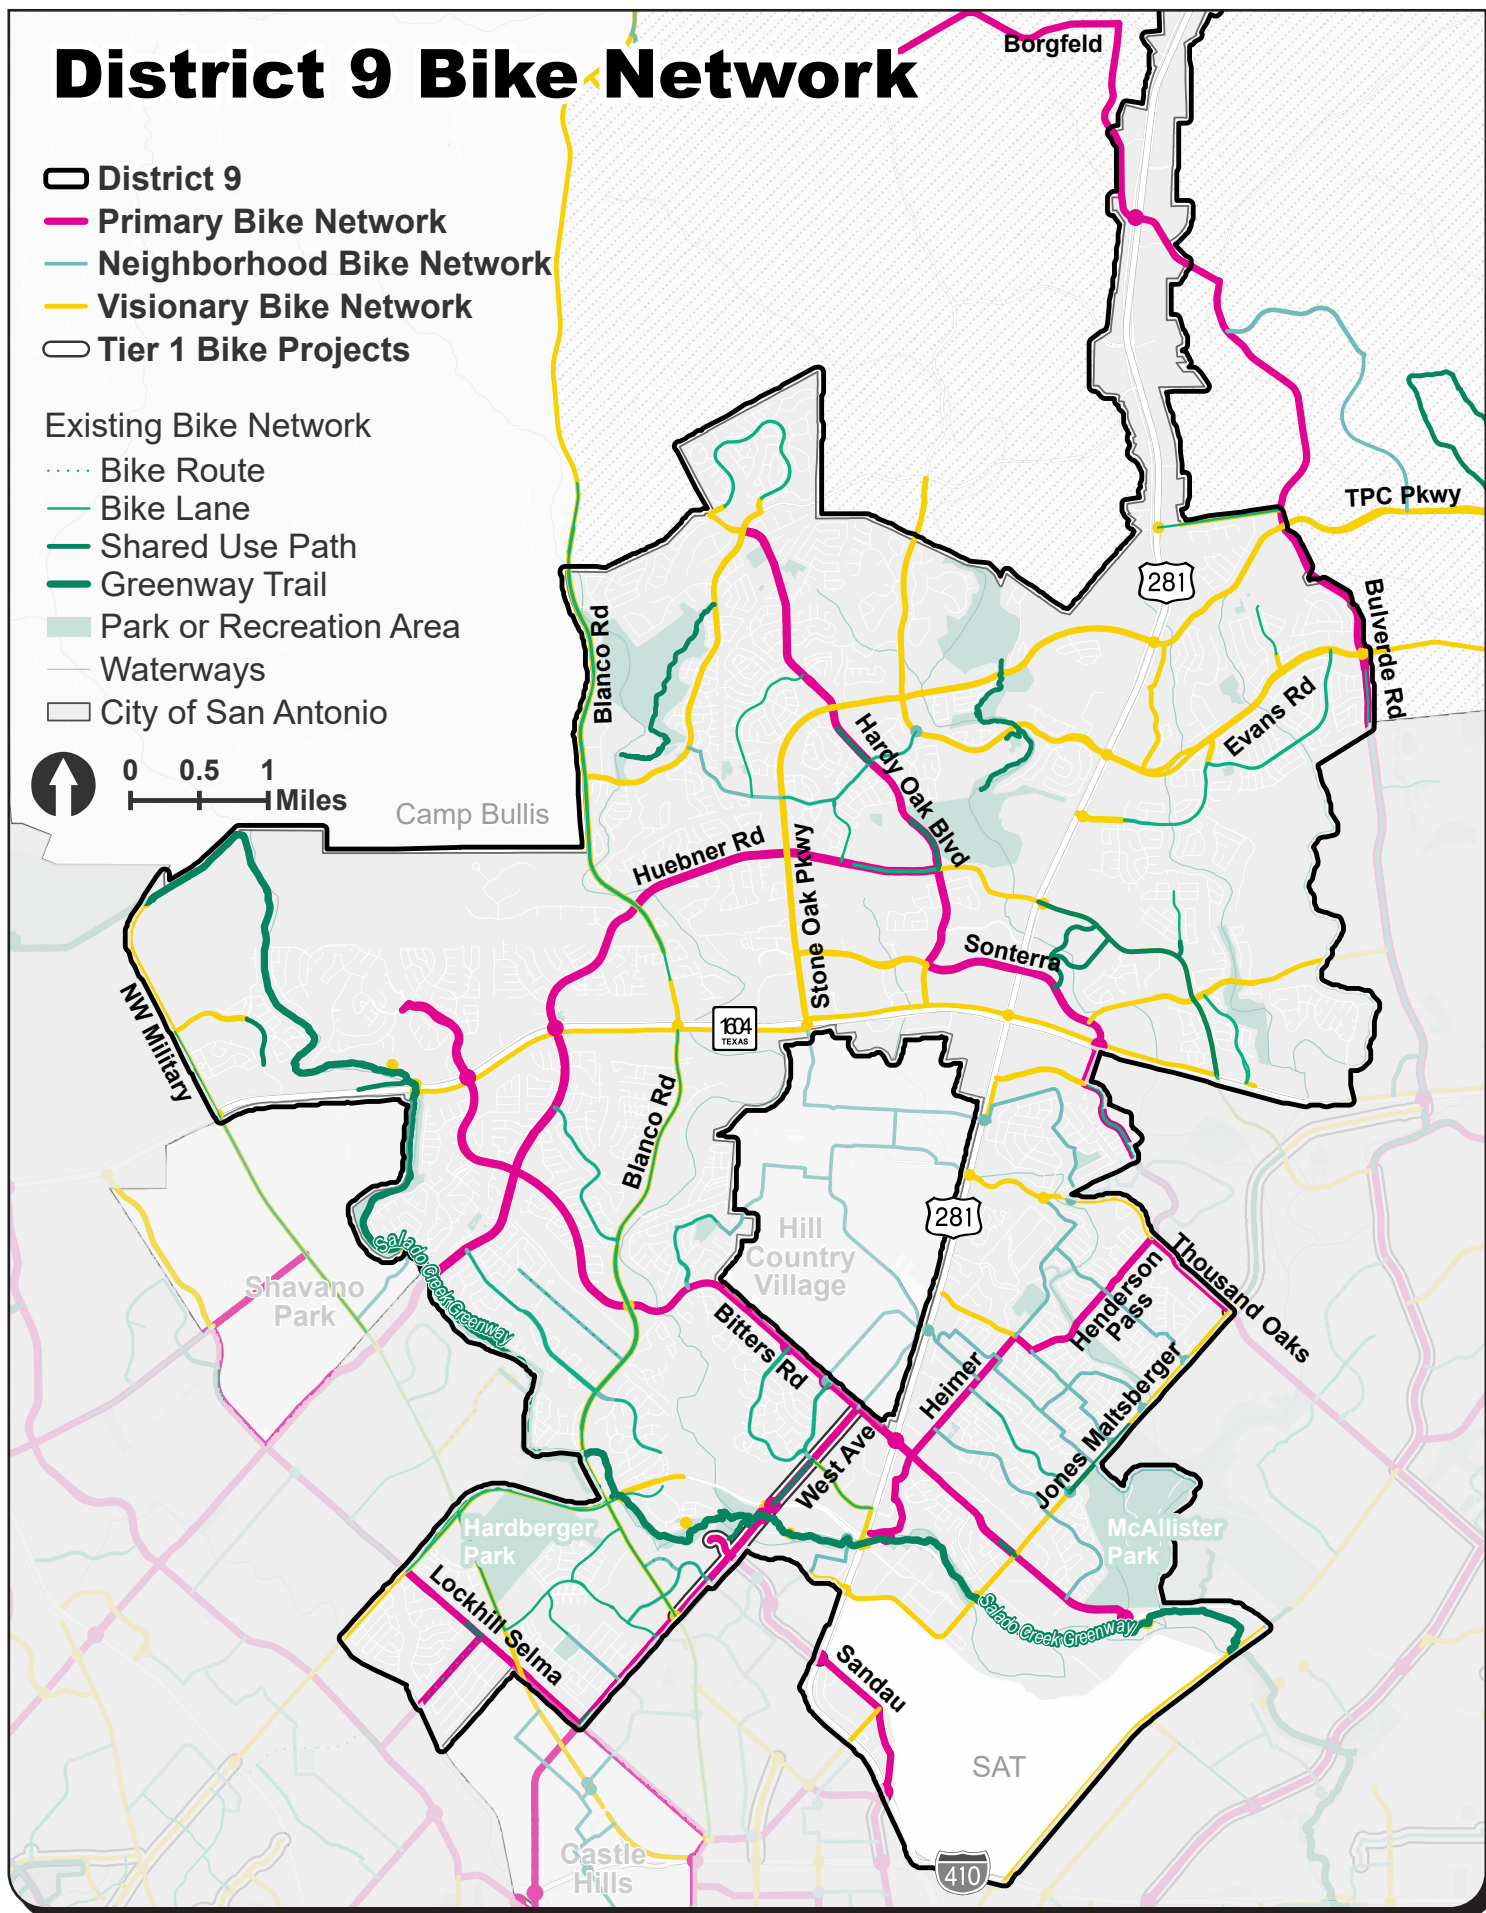 District 9 Bike Network
District 9
Primary Bike Network
Neighborhood Bike Network
Visionary Bike Network
Tier 1 Bike Projects
Existing Bike Network
Bike Route
Bike Lane
Shared Use Path
Greenway Trail
Park or Recreation Area
Waterways
City of San Antonio
0 0.5 1
Miles
Borgfeld
TPC Pkwy
281
Bulverde Rd
Blanco Rd
Evans Rd
Hardy Oak Blvd
Camp Bullis
Huebner Rd
Stone Oak Pkwy
Sonterra
NW Military
1604
TEXAS
Blanco Rd
281
Hill
Country
Village
Salado Creek Greenway
Shavano
Park
Thousand Oaks
Henderson
Pass
Bitters Rd
Heimer
Jones Maltsberger
West Ave
Hardberger
Park
McAllister
Park
Lockhill Selma
Salado Creek Greenway
Sandau
SAT
Castle
Hills
410